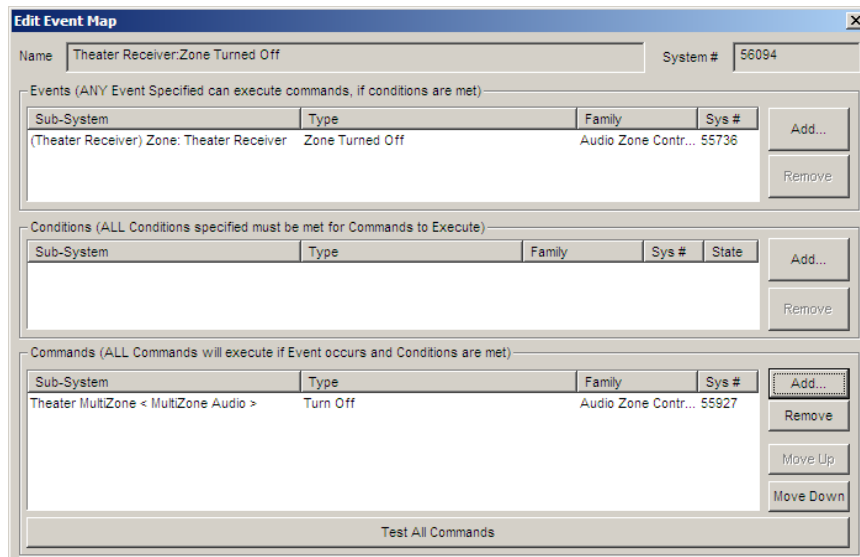 Edit Event Map
Name Theater Receiver:Zone Turned Off System # 56094
Events (ANY Event Specified can execute commands, if conditions are met)
Sub-System Type Family Sys # Add...
(Theater Receiver) Zone: Theater Receiver Zone Turned Off Audio Zone Contr... 55736
Remove
Conditions (ALL Conditions specified must be met for Commands to Execute)
Sub-System Type Family Sys # State Add...
Remove
Commands (ALL Commands will execute if Event occurs and Conditions are met)
Sub-System Type Family Sys # Add...
Theater MultiZone < MultiZone Audio > Turn Off Audio Zone Contr... 55927
Remove
Move Up
Move Down
Test All Commands